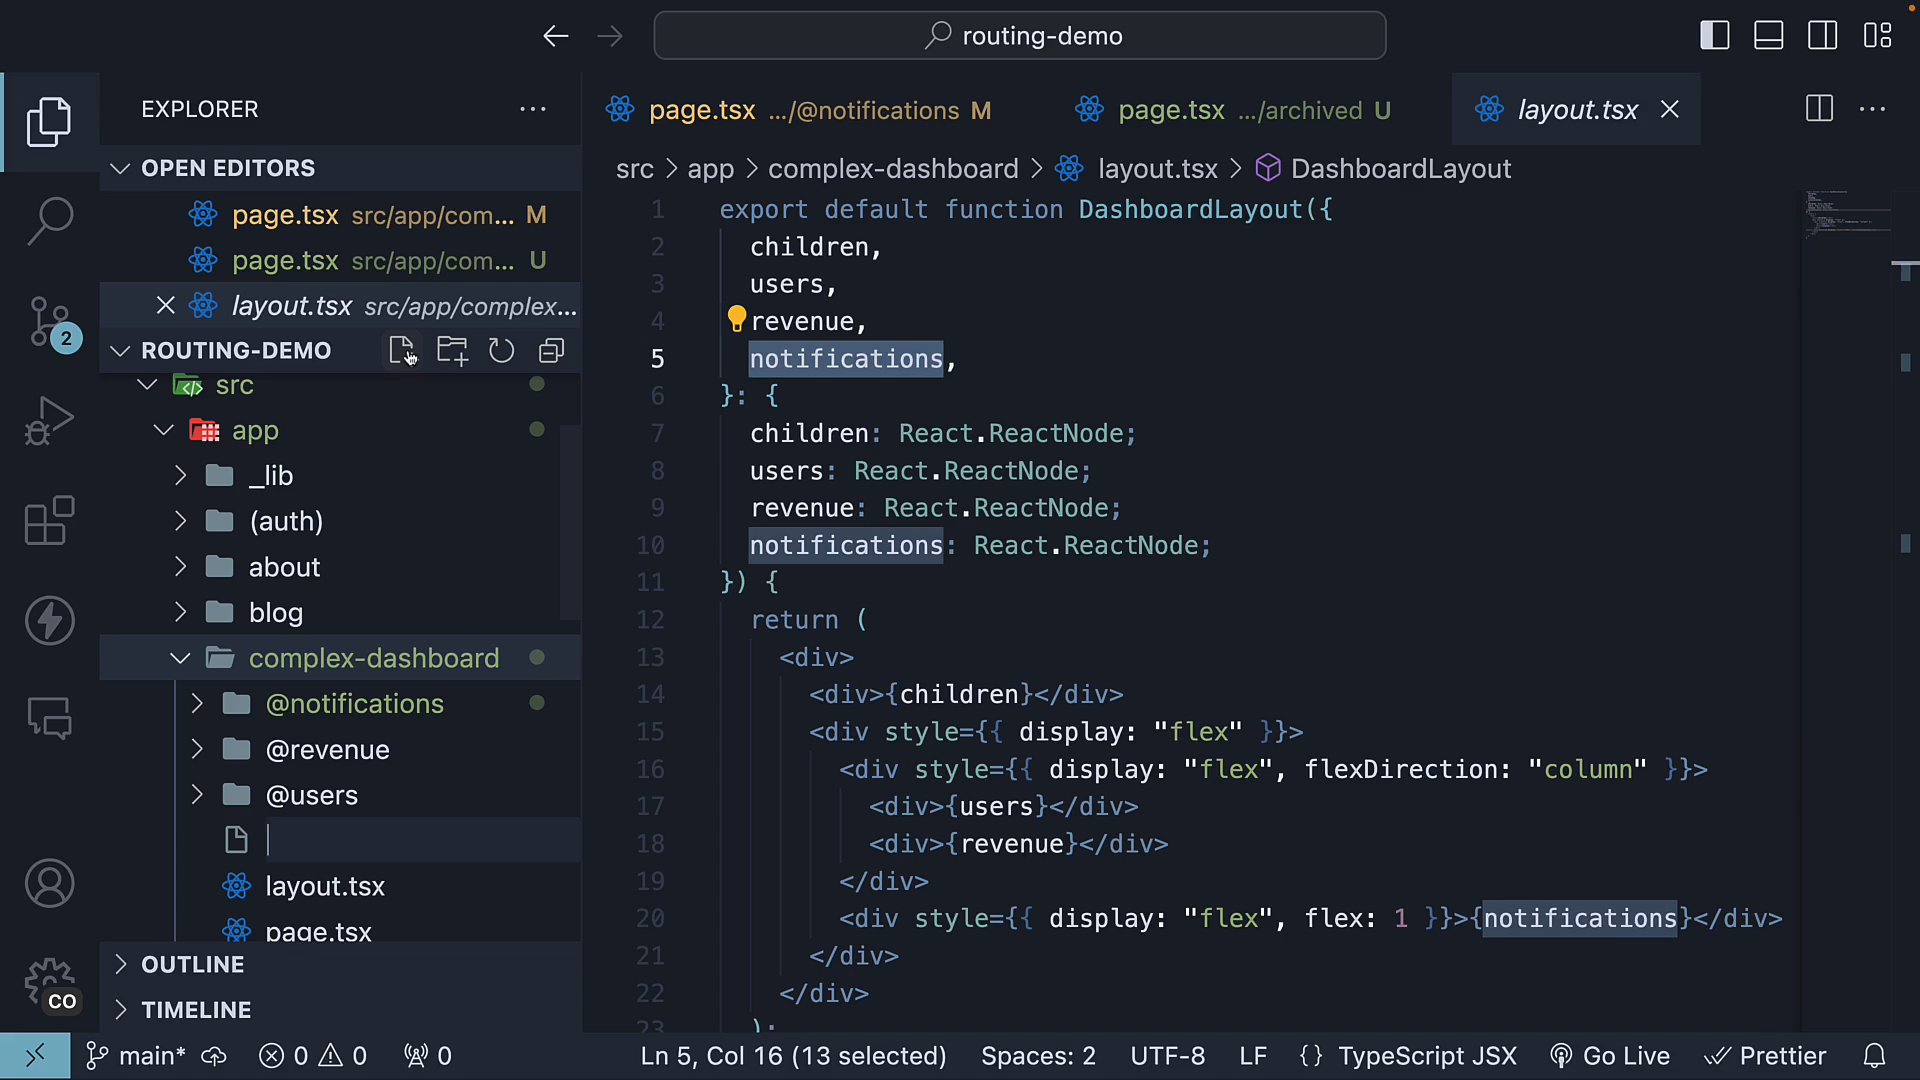 routing-demo
EXPLORER
page.tsx .../@notifications M
page.tsx .../archived U
layout.tsx
OPEN EDITORS
page.tsx src/app/com... M
page.tsx src/app/com... U
layout.tsx src/app/complex...
2
ROUTING-DEMO
src
app
_lib
(auth)
about
blog
complex-dashboard
@notifications
@revenue
@users
layout.tsx
page.tsx
OUTLINE
TIMELINE
CO
src > app > complex-dashboard > layout.tsx > DashboardLayout
1 export default function DashboardLayout({
2 children,
3 users,
4 revenue,
5 notifications,
6 }: {
7 children: React.ReactNode;
8 users: React.ReactNode;
9 revenue: React.ReactNode;
10 notifications: React.ReactNode;
11 }) {
12 return (
13 <div>
14 <div>{children}</div>
15 <div style={{ display: "flex" }}>
16 <div style={{ display: "flex", flexDirection: "column" }}>
17 <div>{users}</div>
18 <div>{revenue}</div>
19 </div>
20 <div style={{ display: "flex", flex: 1 }}>{notifications}</div>
21 </div>
22 </div>
23 );
main* 0 0 0 Ln 5, Col 16 (13 selected) Spaces: 2 UTF-8 LF {} TypeScript JSX Go Live Prettier